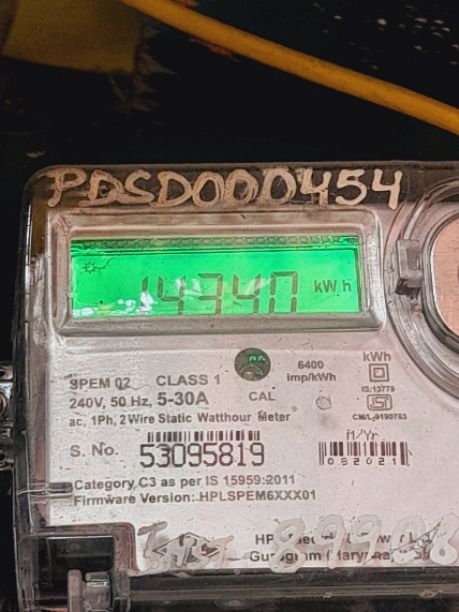 PDSD000454
14340 kWh
6400 imp/kWh
kWh
SPEM 02 CLASS 1
240V, 50 Hz, 5-30A CAL
IS:13779
ac, 1Ph, 2 Wire Static Watthour Meter
CM/L-9190783
M/Yr
S. No. 53095819
082021
Category C3 as per IS 15959:2011
Firmware Version: HPLSPEM6XXX01